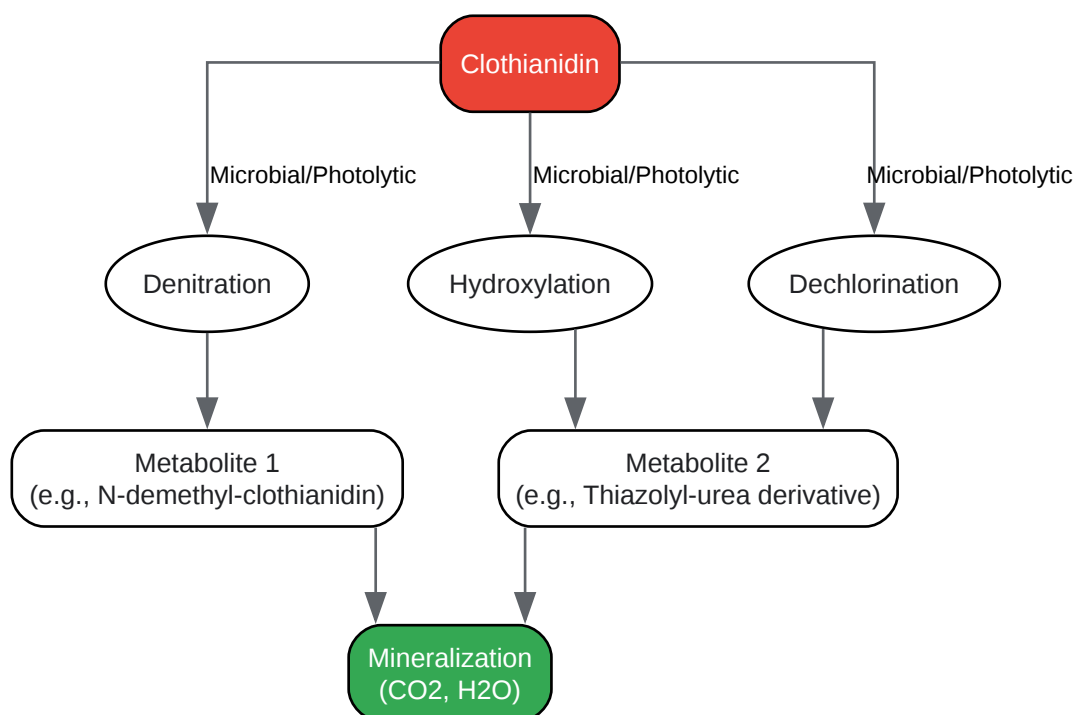 Clothianidin
Microbial/Photolytic
Microbial/Photolytic
Microbial/Photolytic
Denitration
Hydroxylation
Dechlorination
Metabolite 1
(e.g., N-demethyl-clothianidin)
Metabolite 2
(e.g., Thiazolyl-urea derivative)
Mineralization
(CO2, H2O)